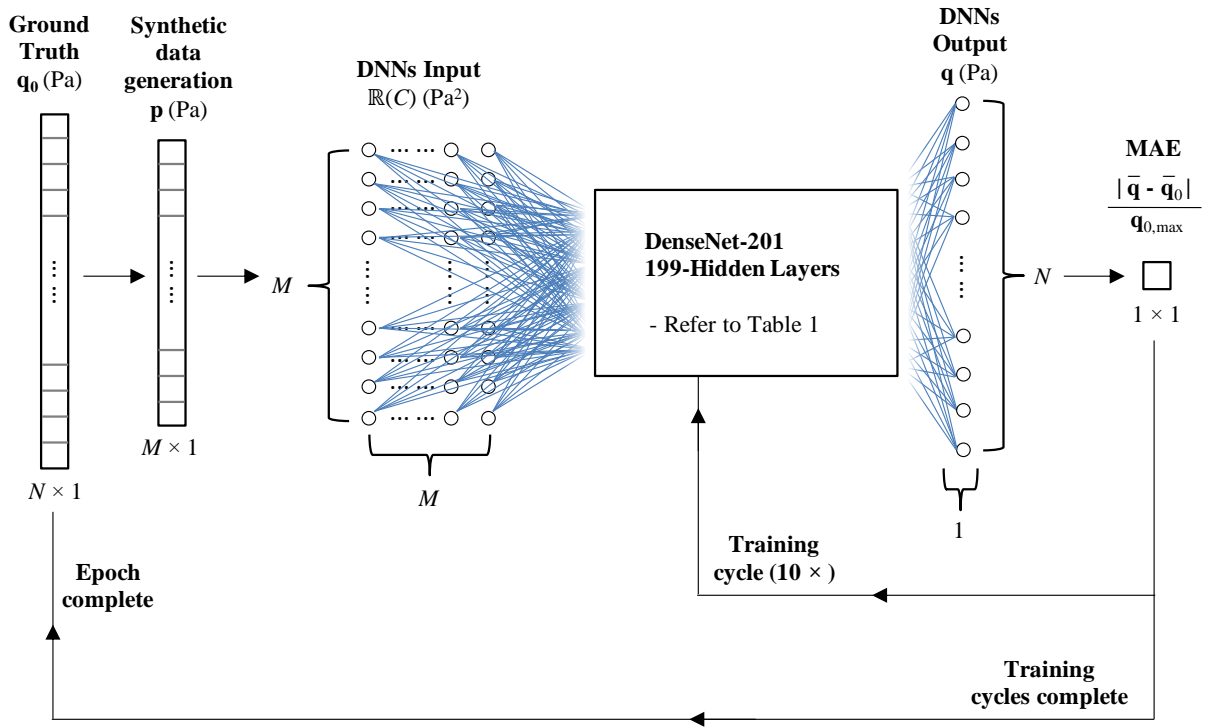 Ground
Truth
q₀ (Pa)
Synthetic
data
generation
p (Pa)
DNNs Input
ℝ(C) (Pa²)
DNNs
Output
q (Pa)
MAE
| q̅ - q̅₀ |
q₀,max
M
M
N × 1
M × 1
DenseNet-201
199-Hidden Layers
- Refer to Table 1
N
1
1 × 1
Training
cycle (10 × )
Epoch
complete
Training
cycles complete